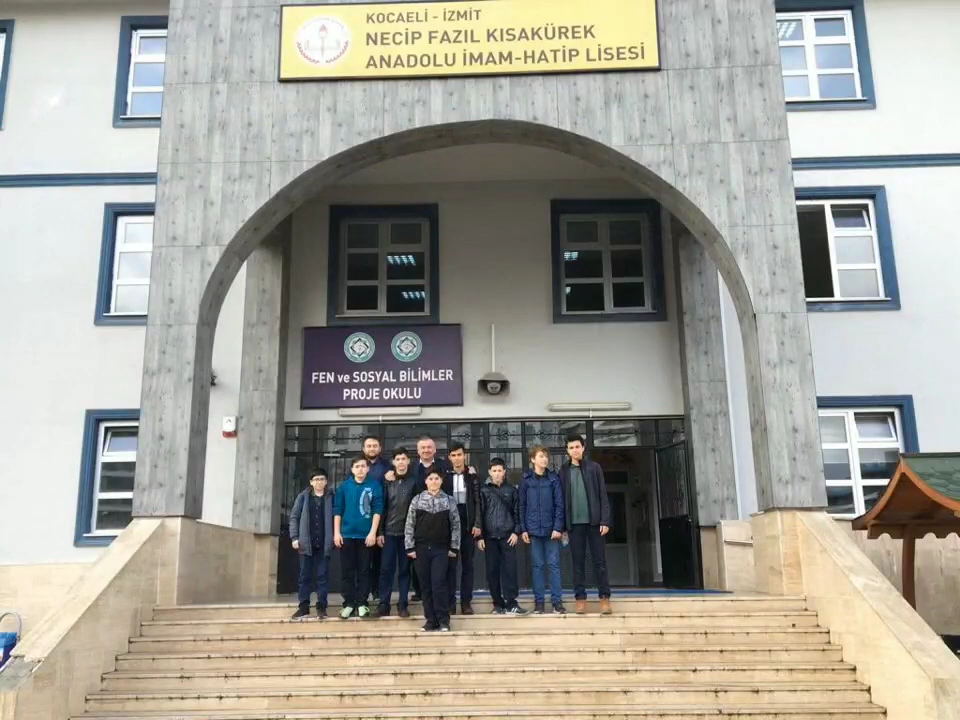 KOCAELİ - İZMİT
NECİP FAZIL KISAKÜREK
ANADOLU İMAM-HATİP LİSESİ
FEN ve SOSYAL BİLİMLER
PROJE OKULU